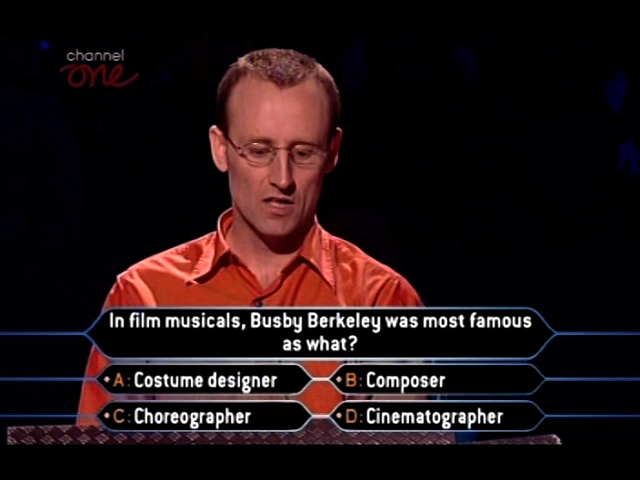 channel
one
In film musicals, Busby Berkeley was most famous
as what?
A: Costume designer
B: Composer
C: Choreographer
D: Cinematographer